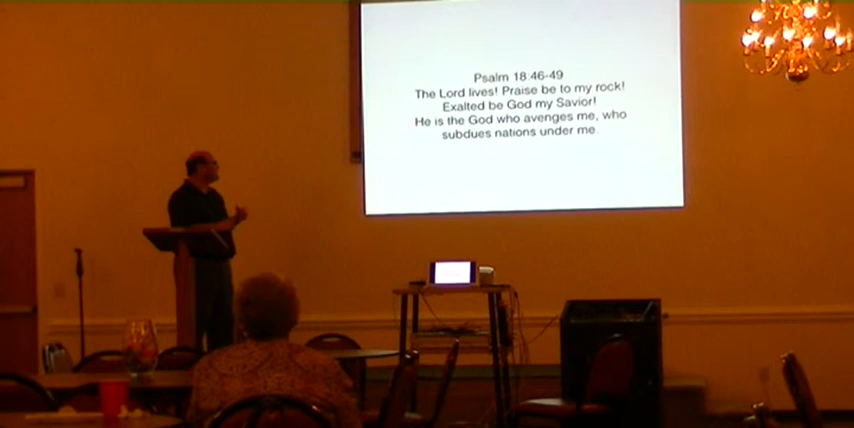 Psalm 18:46-49
The Lord lives! Praise be to my rock!
Exalted be God my Savior!
He is the God who avenges me, who
subdues nations under me.